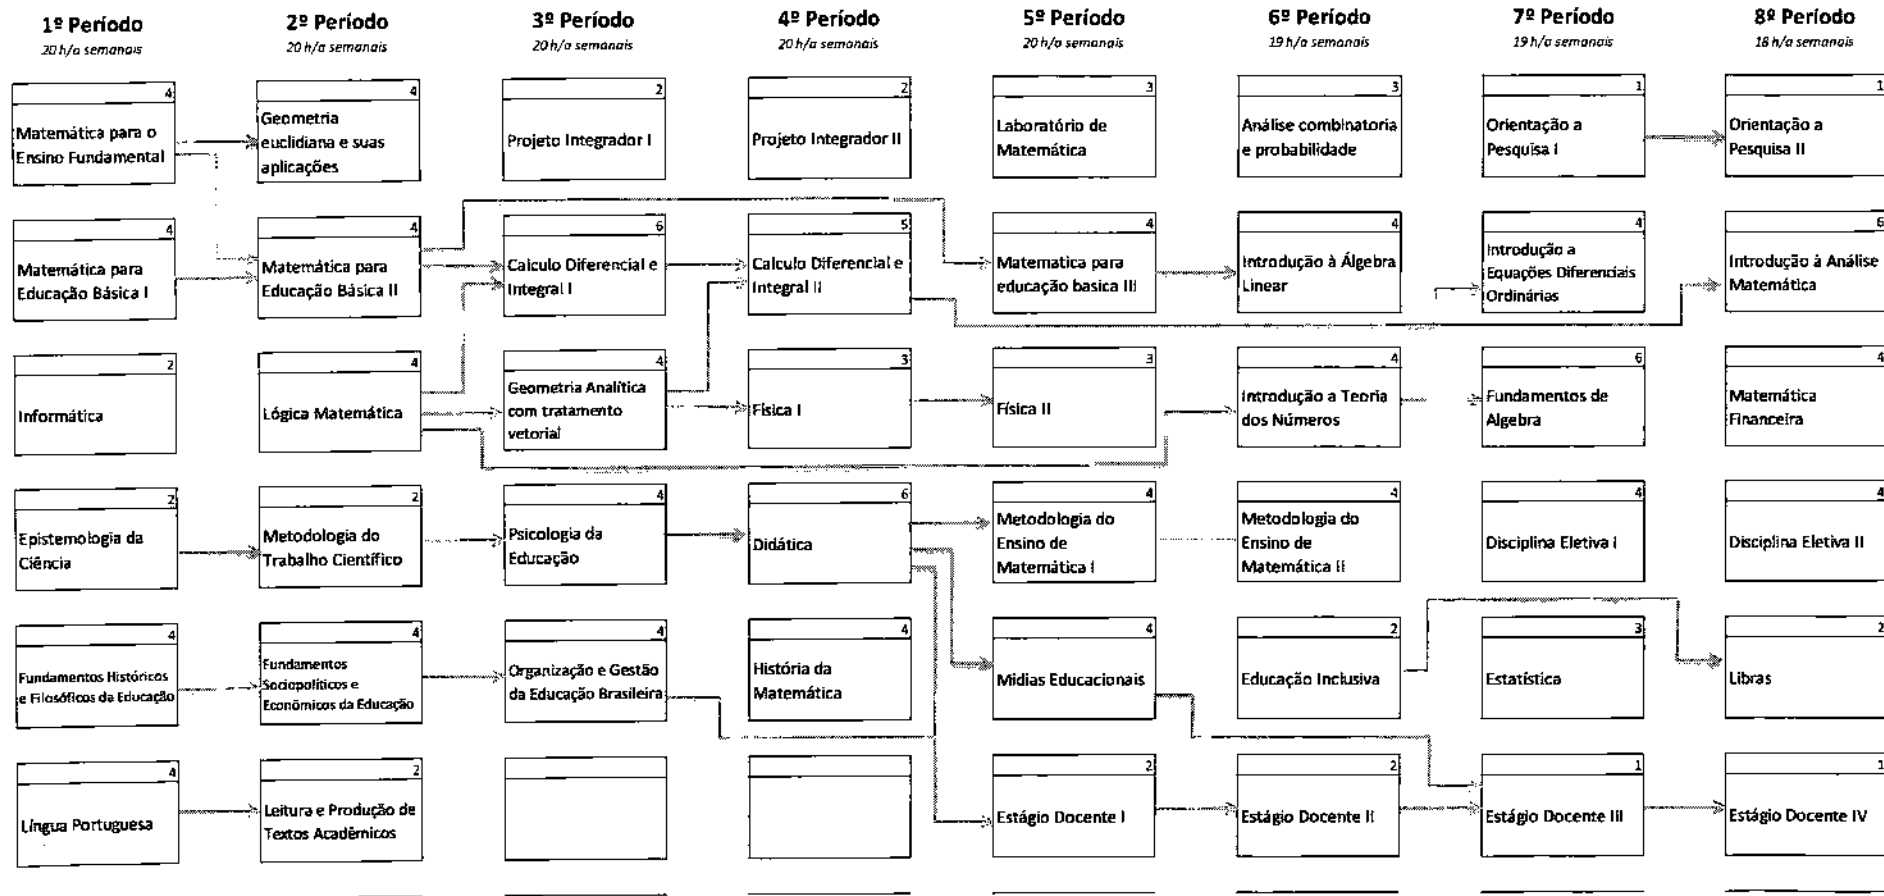 1º Período
20 h/a semanais
2º Período
20 h/a semanais
3º Período
20 h/a semanais
4º Período
20 h/a semanais
5º Período
20 h/a semanais
6º Período
19 h/a semanais
7º Período
19 h/a semanais
8º Período
18 h/a semanais
4
Matemática para o
Ensino Fundamental
4
Geometria
euclidiana e suas
aplicações
2
Projeto Integrador I
2
Projeto Integrador II
3
Laboratório de
Matemática
3
Análise combinatoria
e probabilidade
1
Orientação a
Pesquisa I
1
Orientação a
Pesquisa II
4
Matemática para
Educação Básica I
4
Matemática para
Educação Básica II
6
Calculo Diferencial e
Integral I
5
Calculo Diferencial e
Integral II
4
Matematica para
educação basica III
4
Introdução à Álgebra
Linear
4
Introdução a
Equações Diferenciais
Ordinárias
6
Introdução à Análise
Matemática
2
Informática
4
Lógica Matemática
4
Geometria Analítica
com tratamento
vetorial
3
Física I
3
Física II
4
Introdução a Teoria
dos Números
6
Fundamentos de
Algebra
4
Matemática
Financeira
2
Epistemologia da
Ciência
2
Metodologia do
Trabalho Científico
4
Psicologia da
Educação
6
Didática
4
Metodologia do
Ensino de
Matemática I
4
Metodologia do
Ensino de
Matemática II
4
Disciplina Eletiva I
4
Disciplina Eletiva II
4
Fundamentos Históricos
e Filosóficos da Educação
4
Fundamentos
Sociopolíticos e
Econômicos da Educação
4
Organização e Gestão
da Educação Brasileira
4
História da
Matemática
4
Mídias Educacionais
2
Educação Inclusiva
3
Estatística
2
Libras
4
Língua Portuguesa
2
Leitura e Produção de
Textos Acadêmicos
2
Estágio Docente I
2
Estágio Docente II
1
Estágio Docente III
1
Estágio Docente IV